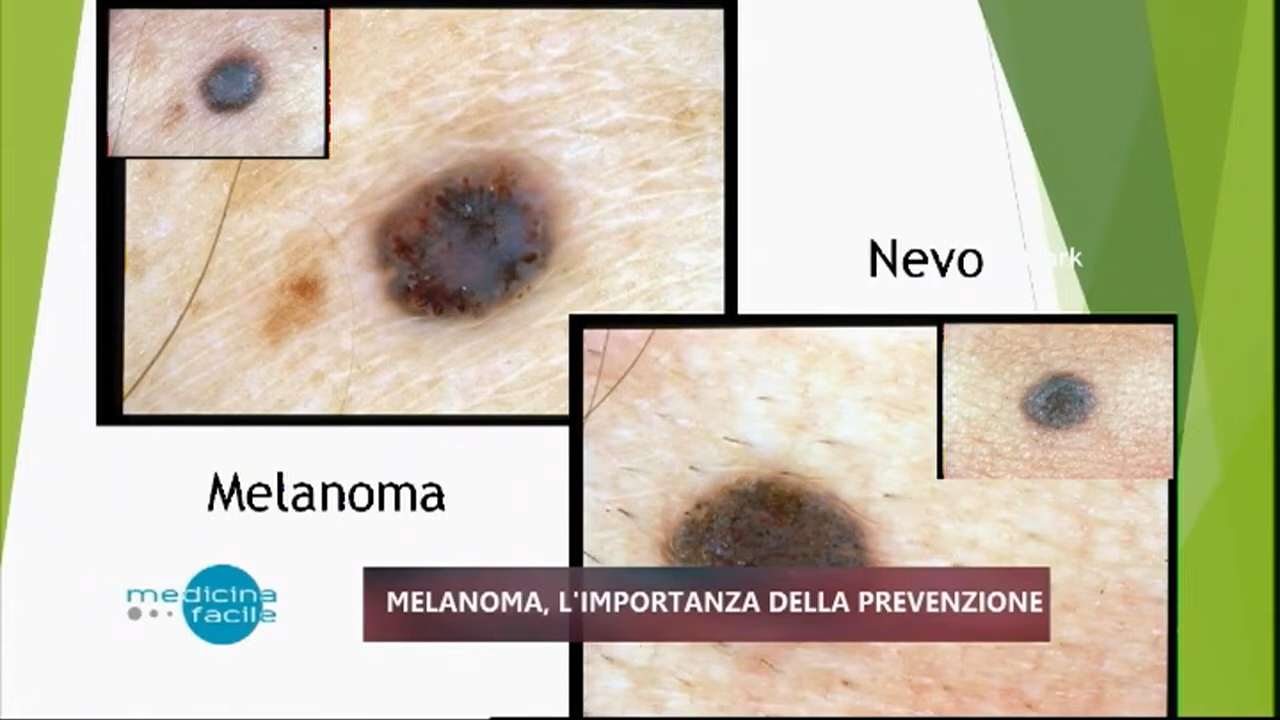 Nevo
Melanoma
medicina
facile
MELANOMA, L'IMPORTANZA DELLA PREVENZIONE